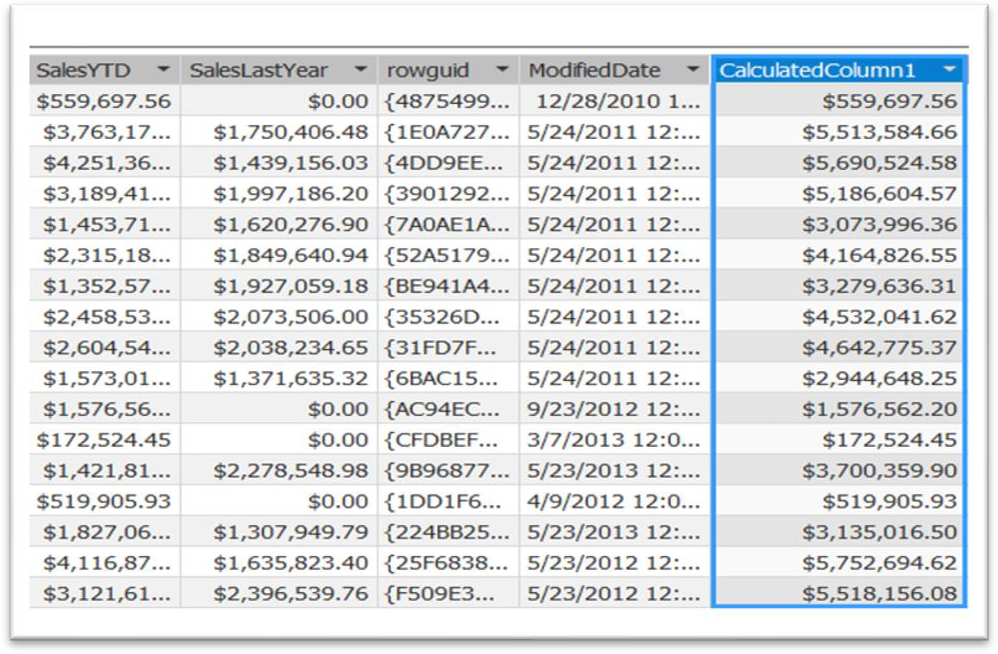 SalesYTD SalesLastYear rowguid ModifiedDate CalculatedColumn1
$559,697.56 $0.00 {4875499... 12/28/2010 1... $559,697.56
$3,763,17... $1,750,406.48 {1E0A727... 5/24/2011 12:... $5,513,584.66
$4,251,36... $1,439,156.03 {4DD9EE... 5/24/2011 12:... $5,690,524.58
$3,189,41... $1,997,186.20 {3901292... 5/24/2011 12:... $5,186,604.57
$1,453,71... $1,620,276.90 {7A0AE1A... 5/24/2011 12:... $3,073,996.36
$2,315,18... $1,849,640.94 {52A5179... 5/24/2011 12:... $4,164,826.55
$1,352,57... $1,927,059.18 {BE941A4... 5/24/2011 12:... $3,279,636.31
$2,458,53... $2,073,506.00 {35326D... 5/24/2011 12:... $4,532,041.62
$2,604,54... $2,038,234.65 {31FD7F... 5/24/2011 12:... $4,642,775.37
$1,573,01... $1,371,635.32 {6BAC15... 5/24/2011 12:... $2,944,648.25
$1,576,56... $0.00 {AC94EC... 9/23/2012 12:... $1,576,562.20
$172,524.45 $0.00 {CFDBEF... 3/7/2013 12:0... $172,524.45
$1,421,81... $2,278,548.98 {9B96877... 5/23/2013 12:... $3,700,359.90
$519,905.93 $0.00 {1DD1F6... 4/9/2012 12:0... $519,905.93
$1,827,06... $1,307,949.79 {224BB25... 5/23/2013 12:... $3,135,016.50
$4,116,87... $1,635,823.40 {25F6838... 5/23/2012 12:... $5,752,694.62
$3,121,61... $2,396,539.76 {F509E3... 5/23/2012 12:... $5,518,156.08